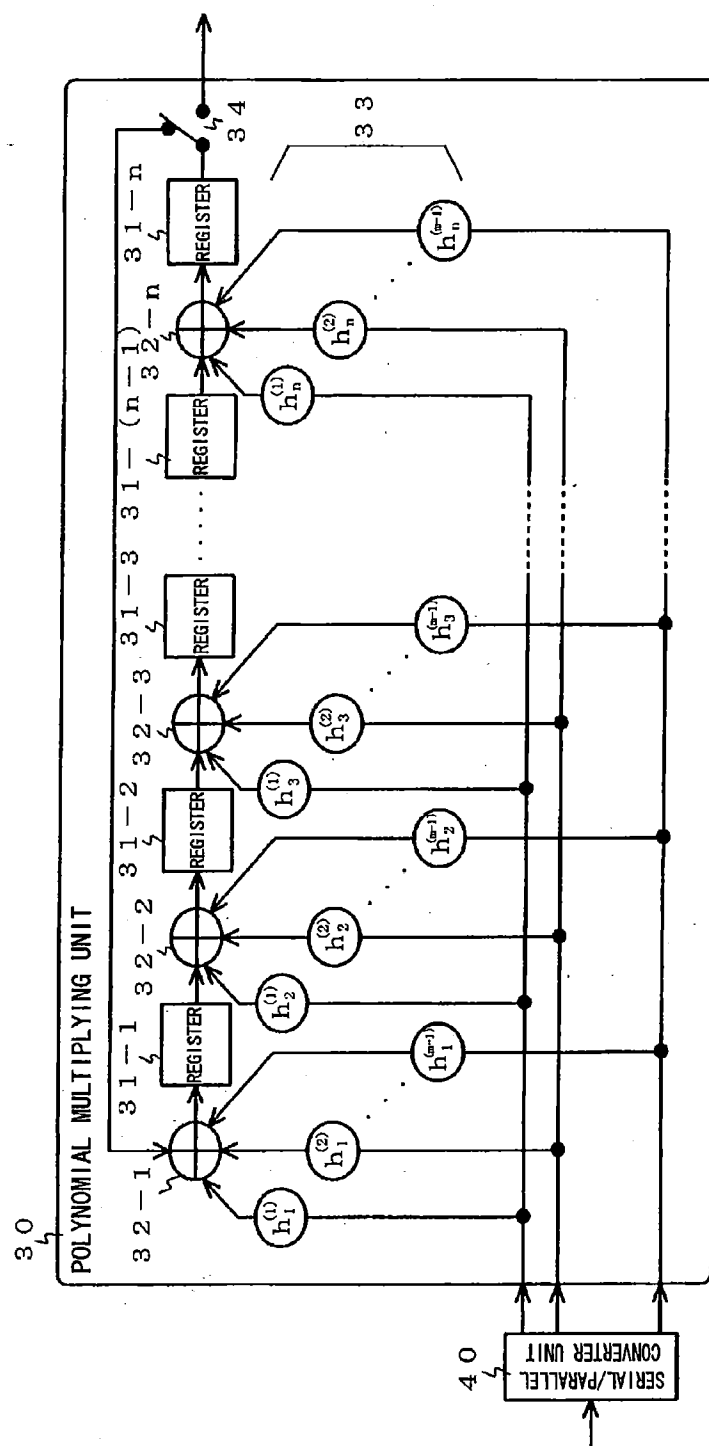 30
POLYNOMIAL MULTIPLYING UNIT
32-1
31-1
32-2
31-2
32-3
31-3
31-(n-1)
32-n
31-n
34
33
REGISTER
REGISTER
REGISTER
REGISTER
REGISTER
h₁⁽¹⁾
h₁⁽²⁾
h₁⁽ᵐ⁻¹⁾
h₂⁽¹⁾
h₂⁽²⁾
h₂⁽ᵐ⁻¹⁾
h₃⁽¹⁾
h₃⁽²⁾
h₃⁽ᵐ⁻¹⁾
hₙ⁽¹⁾
hₙ⁽²⁾
hₙ⁽ᵐ⁻¹⁾
40
SERIAL/PARALLEL
CONVERTER UNIT